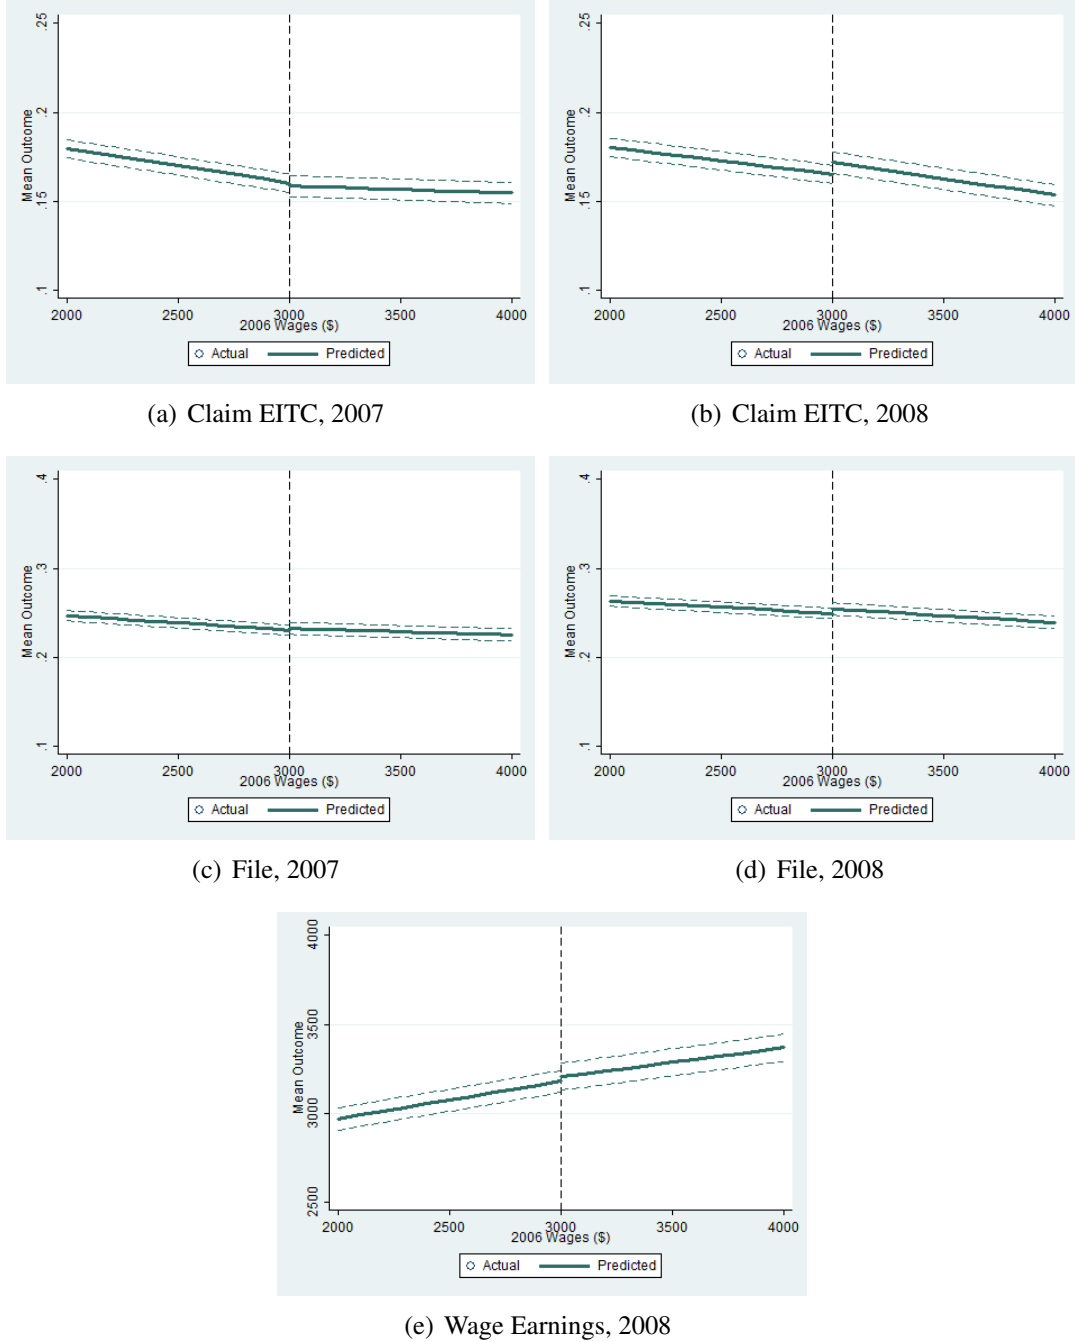 .25
.2
.15
.1
Mean Outcome
2000 2500 3000 3500 4000
2006 Wages ($)
Actual Predicted
(a) Claim EITC, 2007
.25
.2
.15
.1
Mean Outcome
2000 2500 3000 3500 4000
2006 Wages ($)
Actual Predicted
(b) Claim EITC, 2008
.4
.3
.2
.1
Mean Outcome
2000 2500 3000 3500 4000
2006 Wages ($)
Actual Predicted
(c) File, 2007
.4
.3
.2
.1
Mean Outcome
2000 2500 3000 3500 4000
2006 Wages ($)
Actual Predicted
(d) File, 2008
4000
3500
3000
2500
Mean Outcome
2000 2500 3000 3500 4000
2006 Wages ($)
Actual Predicted
(e) Wage Earnings, 2008